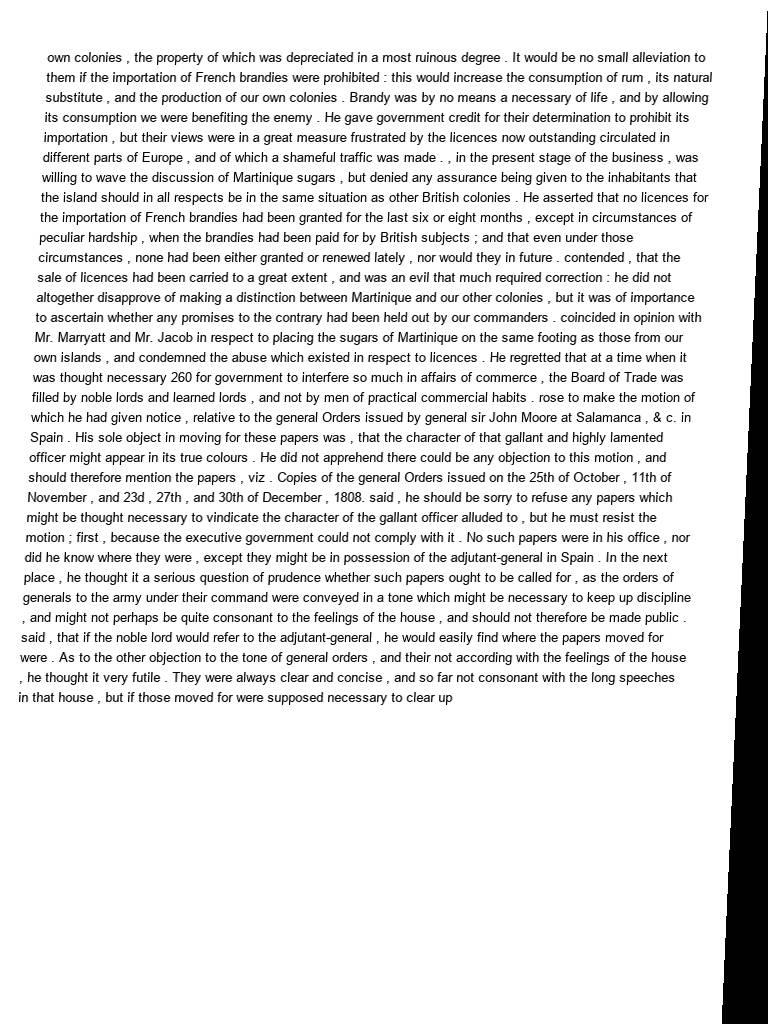 own colonies , the property of which was depreciated in a most ruinous degree . It would be no small alleviation to
them if the importation of French brandies were prohibited : this would increase the consumption of rum , its natural
substitute , and the production of our own colonies . Brandy was by no means a necessary of life , and by allowing
its consumption we were benefiting the enemy . He gave government credit for their determination to prohibit its
importation , but their views were in a great measure frustrated by the licences now outstanding circulated in
different parts of Europe , and of which a shameful traffic was made . , in the present stage of the business , was
willing to wave the discussion of Martinique sugars , but denied any assurance being given to the inhabitants that
the island should in all respects be in the same situation as other British colonies . He asserted that no licences for
the importation of French brandies had been granted for the last six or eight months , except in circumstances of
peculiar hardship , when the brandies had been paid for by British subjects ; and that even under those
circumstances , none had been either granted or renewed lately , nor would they in future . contended , that the
sale of licences had been carried to a great extent , and was an evil that much required correction : he did not
altogether disapprove of making a distinction between Martinique and our other colonies , but it was of importance
to ascertain whether any promises to the contrary had been held out by our commanders . coincided in opinion with
Mr. Marryatt and Mr. Jacob in respect to placing the sugars of Martinique on the same footing as those from our
own islands , and condemned the abuse which existed in respect to licences . He regretted that at a time when it
was thought necessary 260 for government to interfere so much in affairs of commerce , the Board of Trade was
filled by noble lords and learned lords , and not by men of practical commercial habits . rose to make the motion of
which he had given notice , relative to the general Orders issued by general sir John Moore at Salamanca , & c. in
Spain . His sole object in moving for these papers was , that the character of that gallant and highly lamented
officer might appear in its true colours . He did not apprehend there could be any objection to this motion , and
should therefore mention the papers , viz . Copies of the general Orders issued on the 25th of October , 11th of
November , and 23d , 27th , and 30th of December , 1808. said , he should be sorry to refuse any papers which
might be thought necessary to vindicate the character of the gallant officer alluded to , but he must resist the
motion ; first , because the executive government could not comply with it . No such papers were in his office , nor
did he know where they were , except they might be in possession of the adjutant-general in Spain . In the next
place , he thought it a serious question of prudence whether such papers ought to be called for , as the orders of
generals to the army under their command were conveyed in a tone which might be necessary to keep up discipline
, and might not perhaps be quite consonant to the feelings of the house , and should not therefore be made public .
said , that if the noble lord would refer to the adjutant-general , he would easily find where the papers moved for
were . As to the other objection to the tone of general orders , and their not according with the feelings of the house
, he thought it very futile . They were always clear and concise , and so far not consonant with the long speeches
in that house , but if those moved for were supposed necessary to clear up